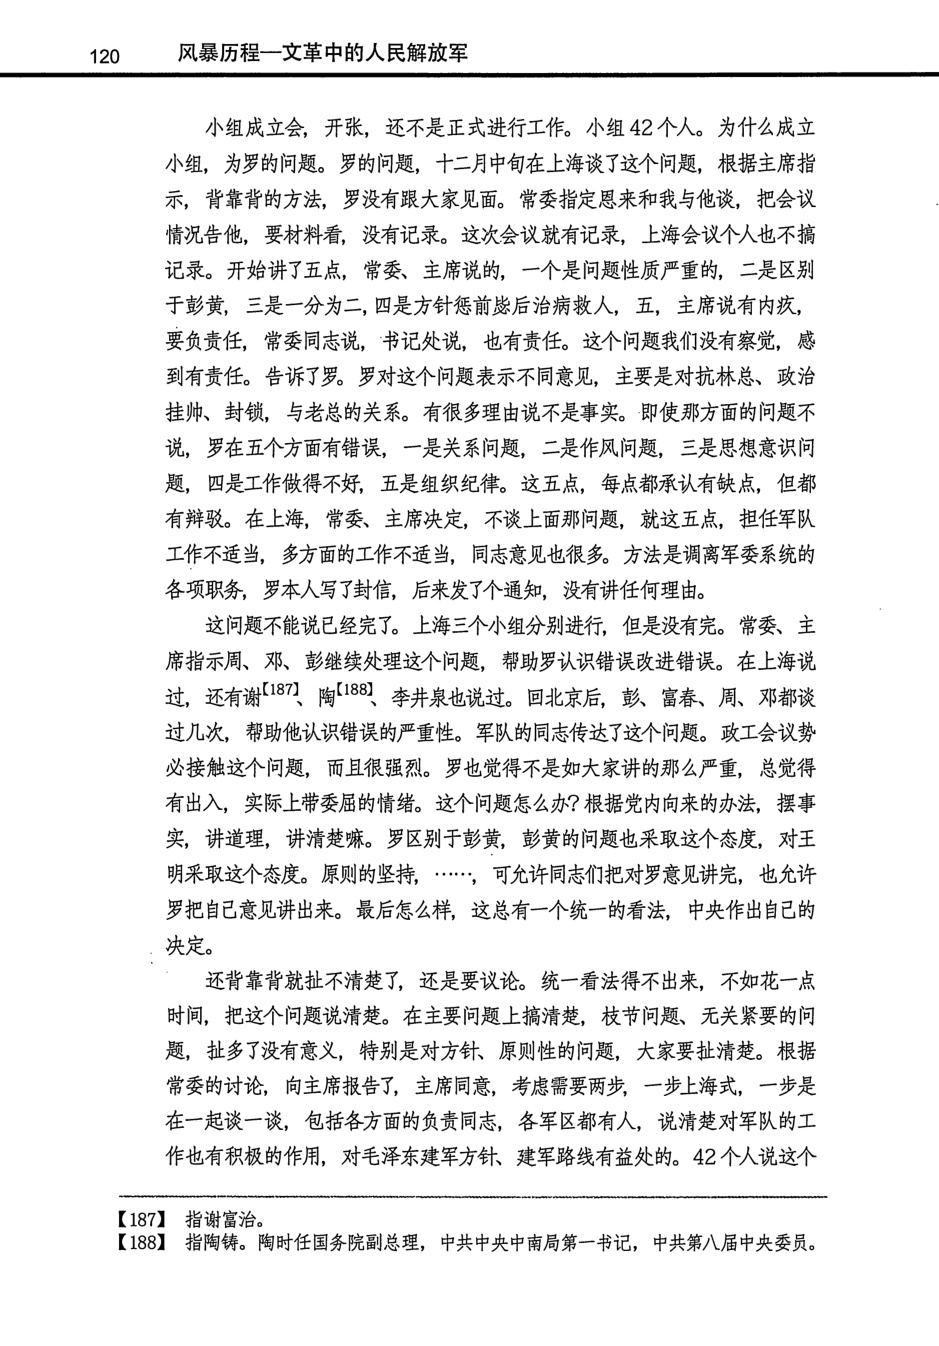 120 风暴历程—文革中的人民解放军
小组成立会，开张，还不是正式进行工作。小组 42 个人。为什么成立
小组，为罗的问题。罗的问题，十二月中旬在上海谈了这个问题，根据主席指
示，背靠背的方法，罗没有跟大家见面。常委指定恩来和我与他谈，把会议
情况告他，要材料看，没有记录。这次会议就有记录，上海会议个人也不搞
记录。开始讲了五点，常委、主席说的，一个是问题性质严重的，二是区别
于彭黄，三是一分为二,四是方针惩前毖后治病救人，五，主席说有内疚，
要负责任，常委同志说，书记处说，也有责任。这个问题我们没有察觉，感
到有责任。告诉了罗。罗对这个问题表示不同意见，主要是对抗林总、政治
挂帅、封锁，与老总的关系。有很多理由说不是事实。即使那方面的问题不
说，罗在五个方面有错误，一是关系问题，二是作风问题，三是思想意识问
题，四是工作做得不好，五是组织纪律。这五点，每点都承认有缺点，但都
有辩驳。在上海，常委、主席决定，不谈上面那问题，就这五点，担任军队
工作不适当，多方面的工作不适当，同志意见也很多。方法是调离军委系统的
各项职务，罗本人写了封信，后来发了个通知，没有讲任何理由。
这问题不能说已经完了。上海三个小组分别进行，但是没有完。常委、主
席指示周、邓、彭继续处理这个问题，帮助罗认识错误改进错误。在上海说
过，还有谢【187】、陶【188】、李井泉也说过。回北京后，彭、富春、周、邓都谈
过几次，帮助他认识错误的严重性。军队的同志传达了这个问题。政工会议势
必接触这个问题，而且很强烈。罗也觉得不是如大家讲的那么严重，总觉得
有出入，实际上带委屈的情绪。这个问题怎么办？根据党内向来的办法，摆事
实，讲道理，讲清楚嘛。罗区别于彭黄，彭黄的问题也采取这个态度，对王
明采取这个态度。原则的坚持，……，可允许同志们把对罗意见讲完，也允许
罗把自己意见讲出来。最后怎么样，这总有一个统一的看法，中央作出自己的
决定。
还背靠背就扯不清楚了，还是要议论。统一看法得不出来，不如花一点
时间，把这个问题说清楚。在主要问题上搞清楚，枝节问题、无关紧要的问
题，扯多了没有意义，特别是对方针、原则性的问题，大家要扯清楚。根据
常委的讨论，向主席报告了，主席同意，考虑需要两步，一步上海式，一步是
在一起谈一谈，包括各方面的负责同志，各军区都有人，说清楚对军队的工
作也有积极的作用，对毛泽东建军方针、建军路线有益处的。42 个人说这个
【187】 指谢富治。
【188】 指陶铸。陶时任国务院副总理，中共中央中南局第一书记，中共第八届中央委员。